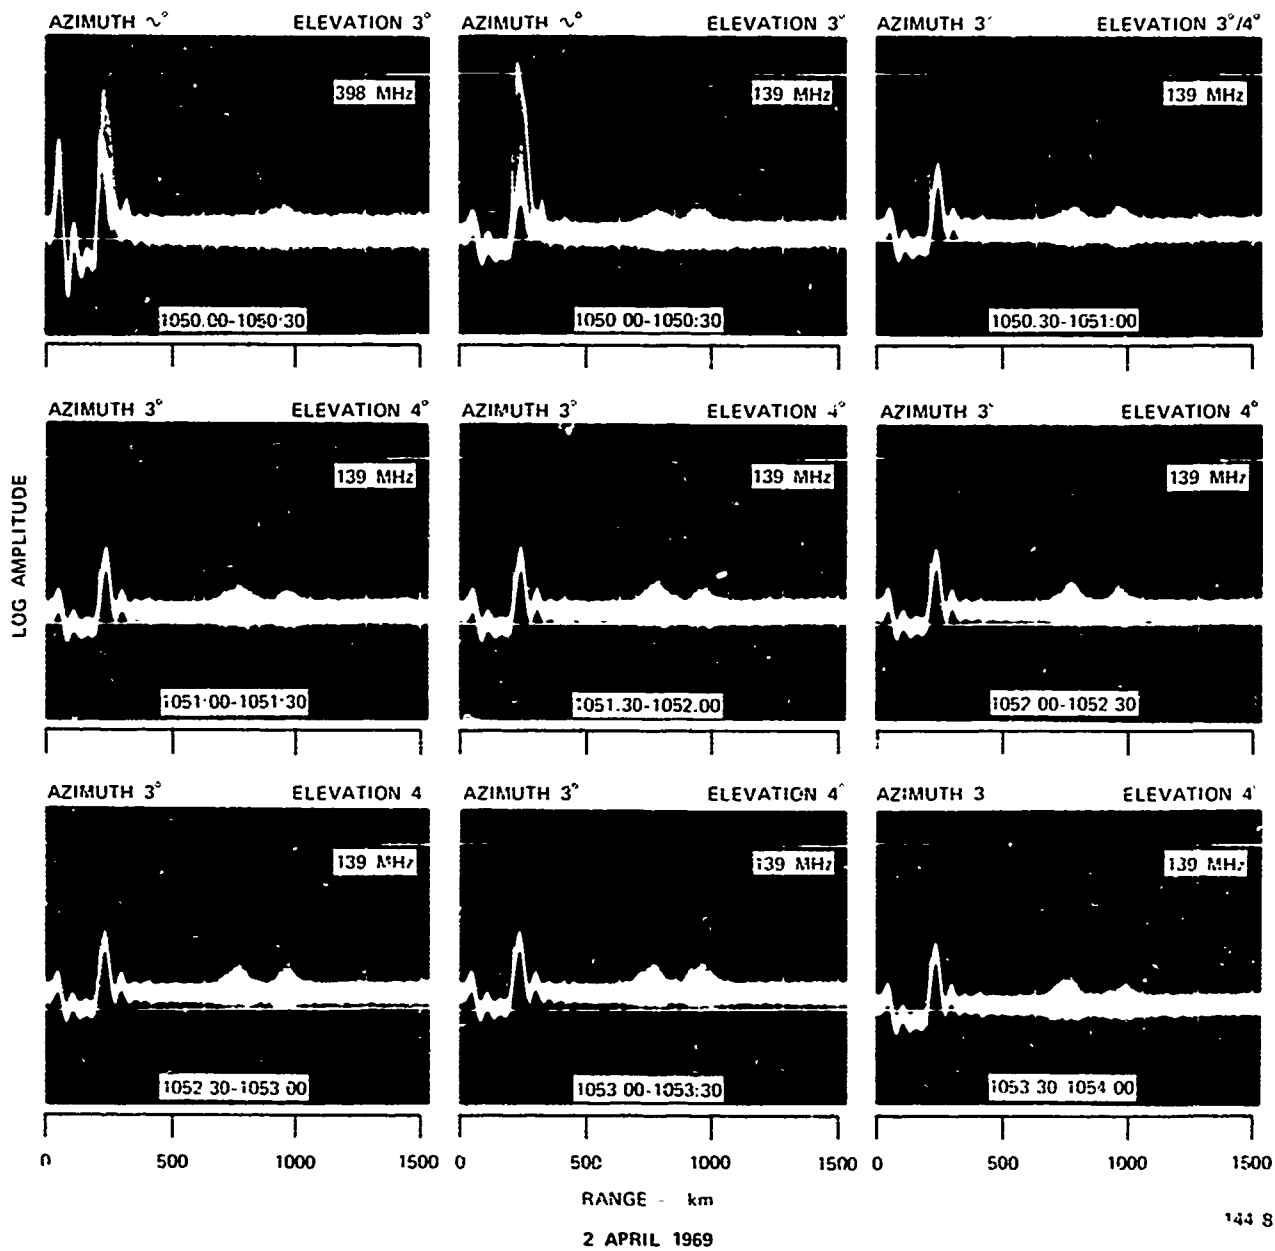 AZIMUTH ELEVATION 3° AZIMUTH ELEVATION 3° AZIMUTH 3° ELEVATION 3°/4°
398 MHz 139 MHz 139 MHz
1050.00-1050:30 1050 00-1050:30 1050.30-1051:00
AZIMUTH 3° ELEVATION 4° AZIMUTH 3° ELEVATION 4° AZIMUTH 3° ELEVATION 4°
139 MHz 139 MHz 139 MHz
1051:00-1051:30 1051.30-1052.00 1052 00-1052 30
LOG AMPLITUDE
AZIMUTH 3° ELEVATION 4 AZIMUTH 3° ELEVATION 4° AZIMUTH 3 ELEVATION 4°
139 MHz 139 MHz 139 MHz
1052 30-1053 00 1053 00-1053:30 1053 30 1054 00
0 500 1000 1500 0 500 1000 1500 0 500 1000 1500
RANGE - km
2 APRIL 1969